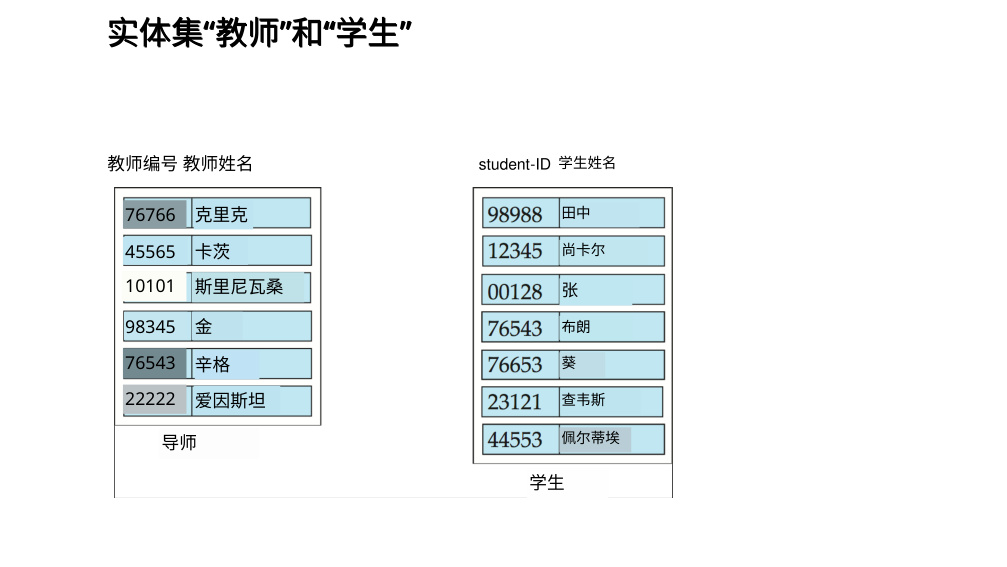 实体集“教师”和“学生”
教师编号 教师姓名
76766 克里克
45565 卡茨
10101 斯里尼瓦桑
98345 金
76543 辛格
22222 爱因斯坦
导师
student-ID 学生姓名
98988 田中
12345 尚卡尔
00128 张
76543 布朗
76653 葵
23121 查韦斯
44553 佩尔蒂埃
学生